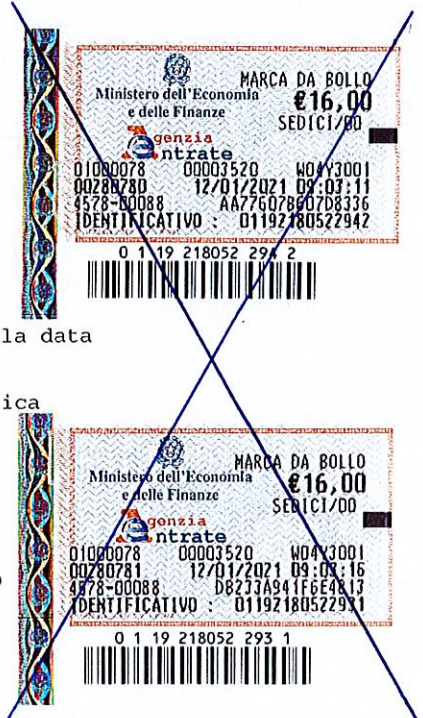 MARCA DA BOLLO
Ministero dell'Economia
e delle Finanze
€16,00
SEDICI/00
Agenzia
Entrate
01000078 00003520 W04Y3001
00280780 12/01/2021 09:03:11
4578-00088
IDENTIFICATIVO : 01192180522942
0 1 19 218052 294 2
la data
ica
MARCA DA BOLLO
Ministero dell'Economia
e delle Finanze
€16,00
SEDICI/00
Agenzia
Entrate
01000078 00003520 W04Y3001
00280781 12/01/2021 09:03:16
4578-00088
IDENTIFICATIVO : 01192180522931
0 1 19 218052 293 1